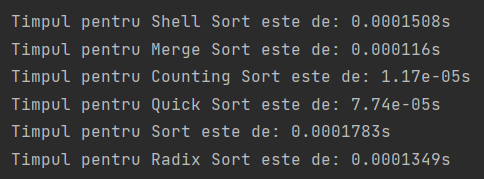 Timpul pentru Shell Sort este de: 0.0001508s
Timpul pentru Merge Sort este de: 0.000116s
Timpul pentru Counting Sort este de: 1.17e-05s
Timpul pentru Quick Sort este de: 7.74e-05s
Timpul pentru Sort este de: 0.0001783s
Timpul pentru Radix Sort este de: 0.0001349s